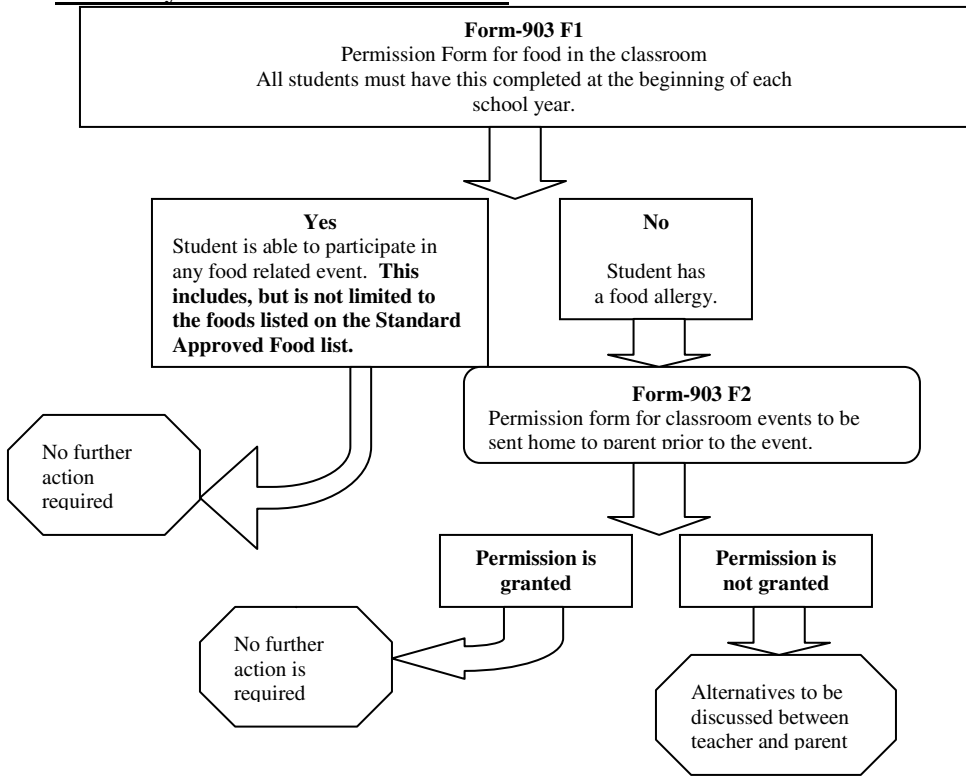 Form-903 F1
Permission Form for food in the classroom
All students must have this completed at the beginning of each
school year.
Yes
Student is able to participate in
any food related event. This
includes, but is not limited to
the foods listed on the Standard
Approved Food list.
No
Student has
a food allergy.
Form-903 F2
Permission form for classroom events to be
sent home to parent prior to the event.
No further
action
required
Permission is
granted
Permission is
not granted
No further
action is
required
Alternatives to be
discussed between
teacher and parent